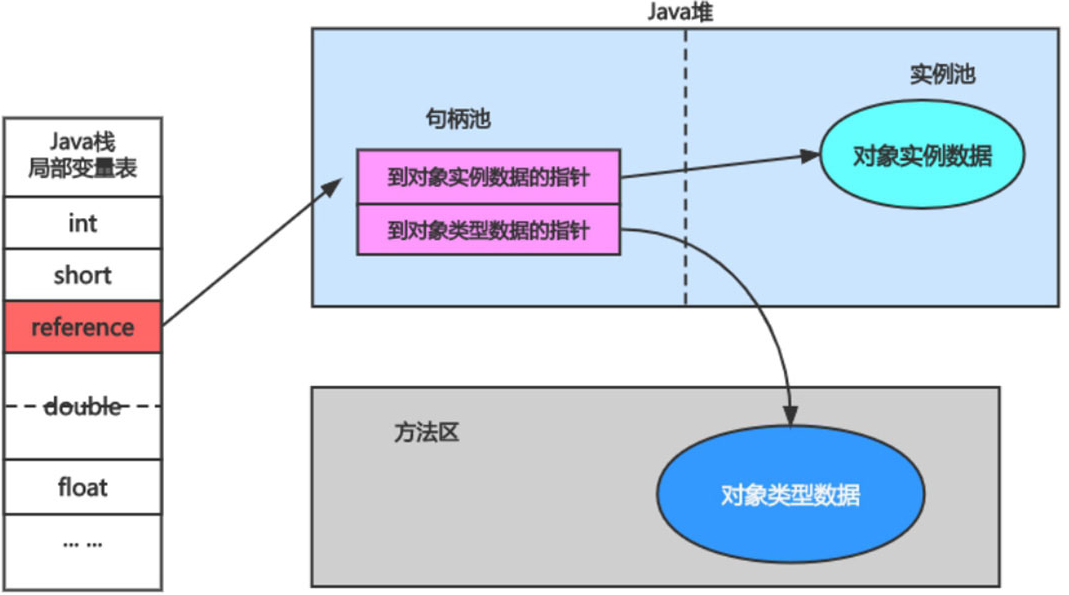 Java堆
实例池
句柄池
Java栈
局部变量表
到对象实例数据的指针
对象实例数据
int
到对象类型数据的指针
short
reference
double
方法区
float
对象类型数据
... ...